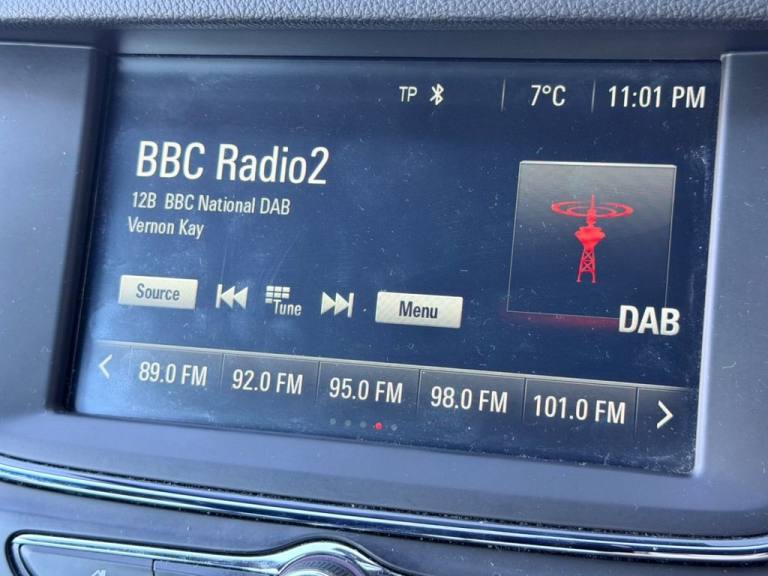 TP 7°C 11:01 PM
BBC Radio2
12B BBC National DAB
Vernon Kay
Source Tune Menu
DAB
89.0 FM 92.0 FM 95.0 FM 98.0 FM 101.0 FM